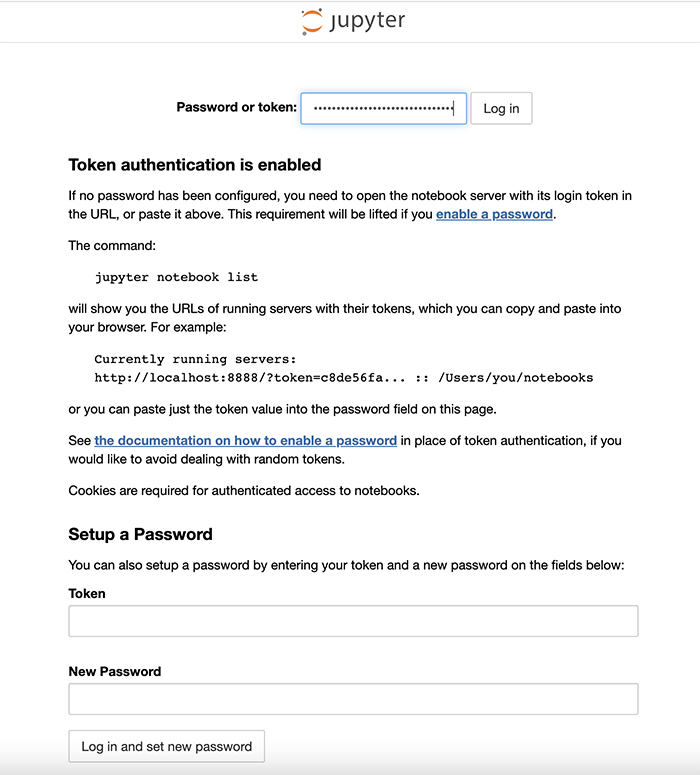 jupyter
Password or token: Log in
Token authentication is enabled
If no password has been configured, you need to open the notebook server with its login token in
the URL, or paste it above. This requirement will be lifted if you enable a password.
The command:
jupyter notebook list
will show you the URLs of running servers with their tokens, which you can copy and paste into
your browser. For example:
Currently running servers:
http://localhost:8888/?token=c8de56fa... :: /Users/you/notebooks
or you can paste just the token value into the password field on this page.
See the documentation on how to enable a password in place of token authentication, if you
would like to avoid dealing with random tokens.
Cookies are required for authenticated access to notebooks.
Setup a Password
You can also setup a password by entering your token and a new password on the fields below:
Token
New Password
Log in and set new password